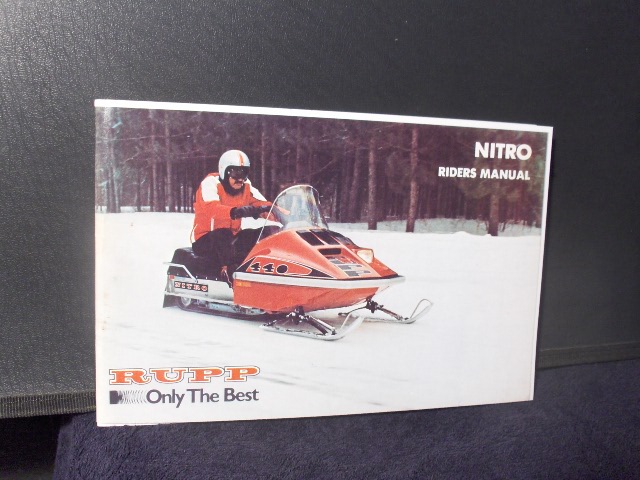 NITRO
RIDERS MANUAL
440
NITRO
RUPP
Only The Best